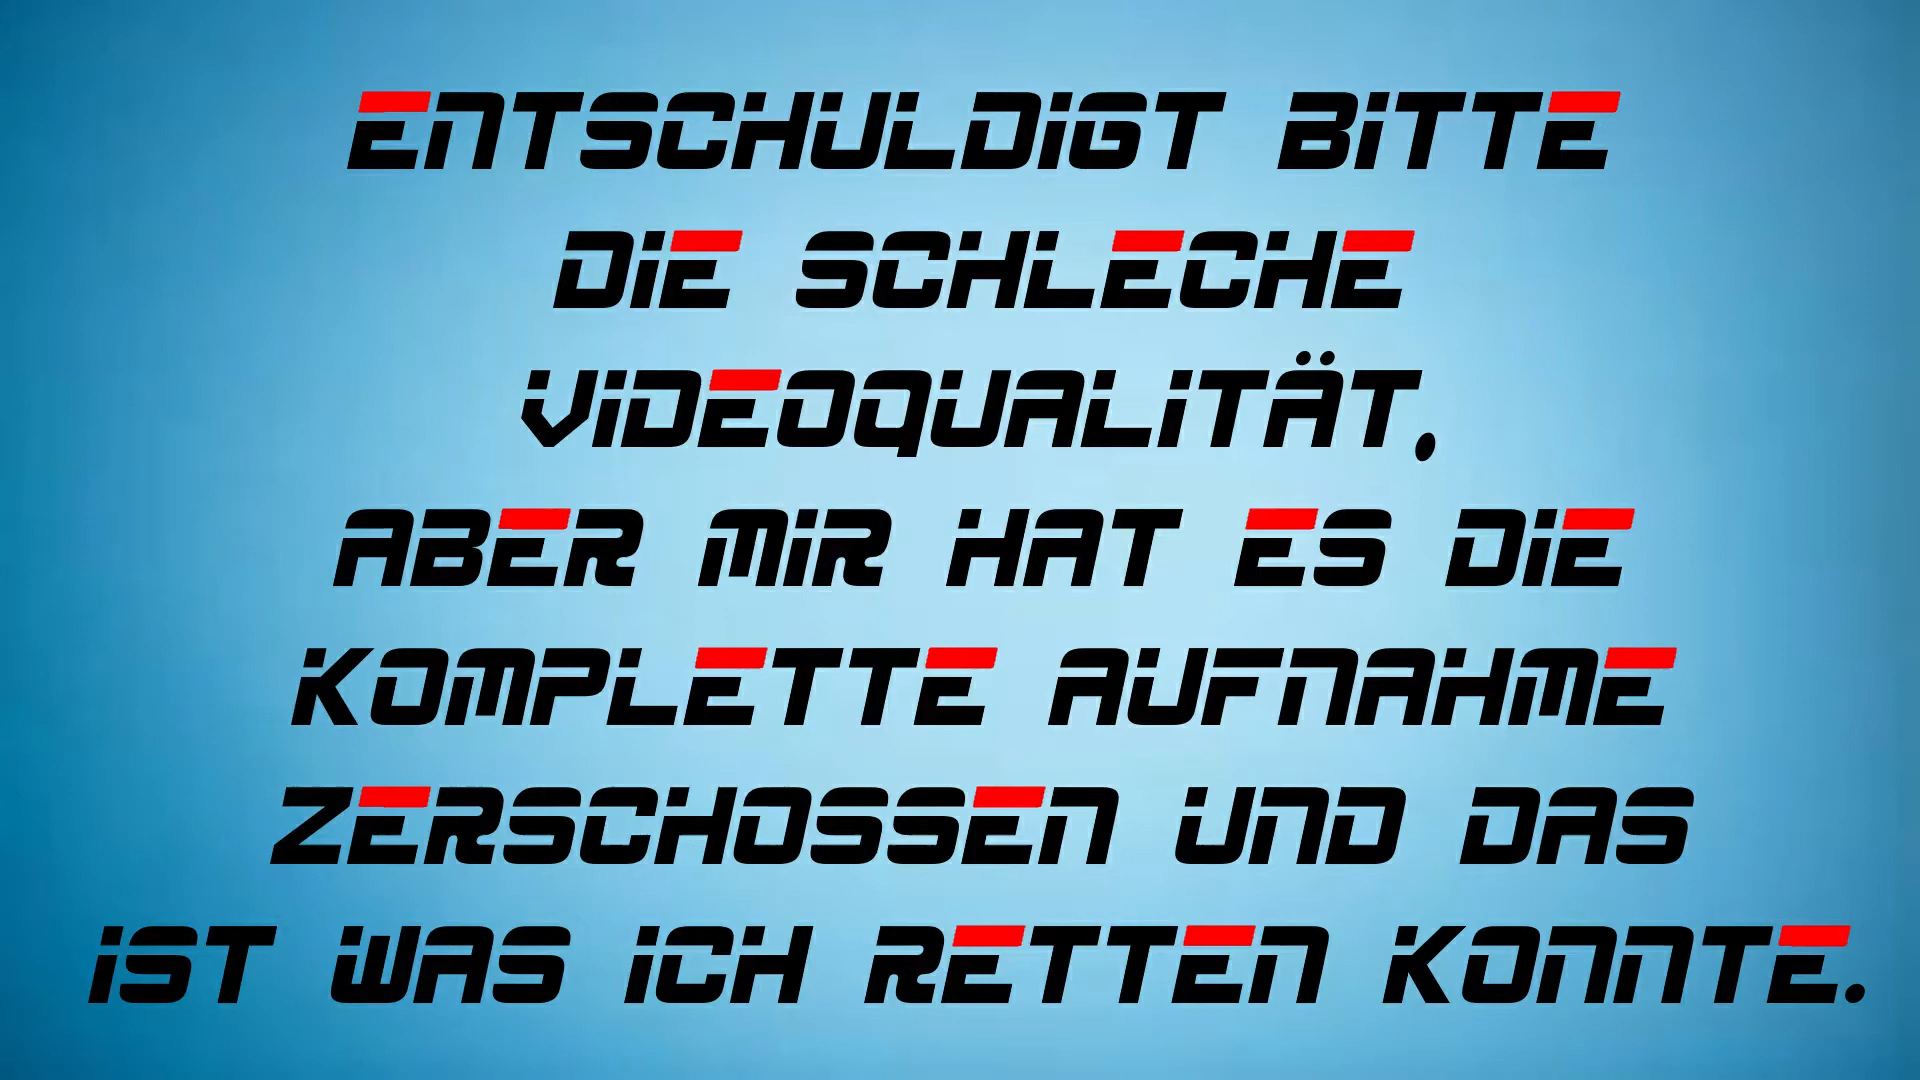 ENTSCHULDIGT BITTE
DIE SCHLECHE
VIDEOQUALITÄT,
ABER MIR HAT ES DIE
KOMPLETTE AUFNAHME
ZERSCHOSSEN UND DAS
IST WAS ICH RETTEN KONNTE.